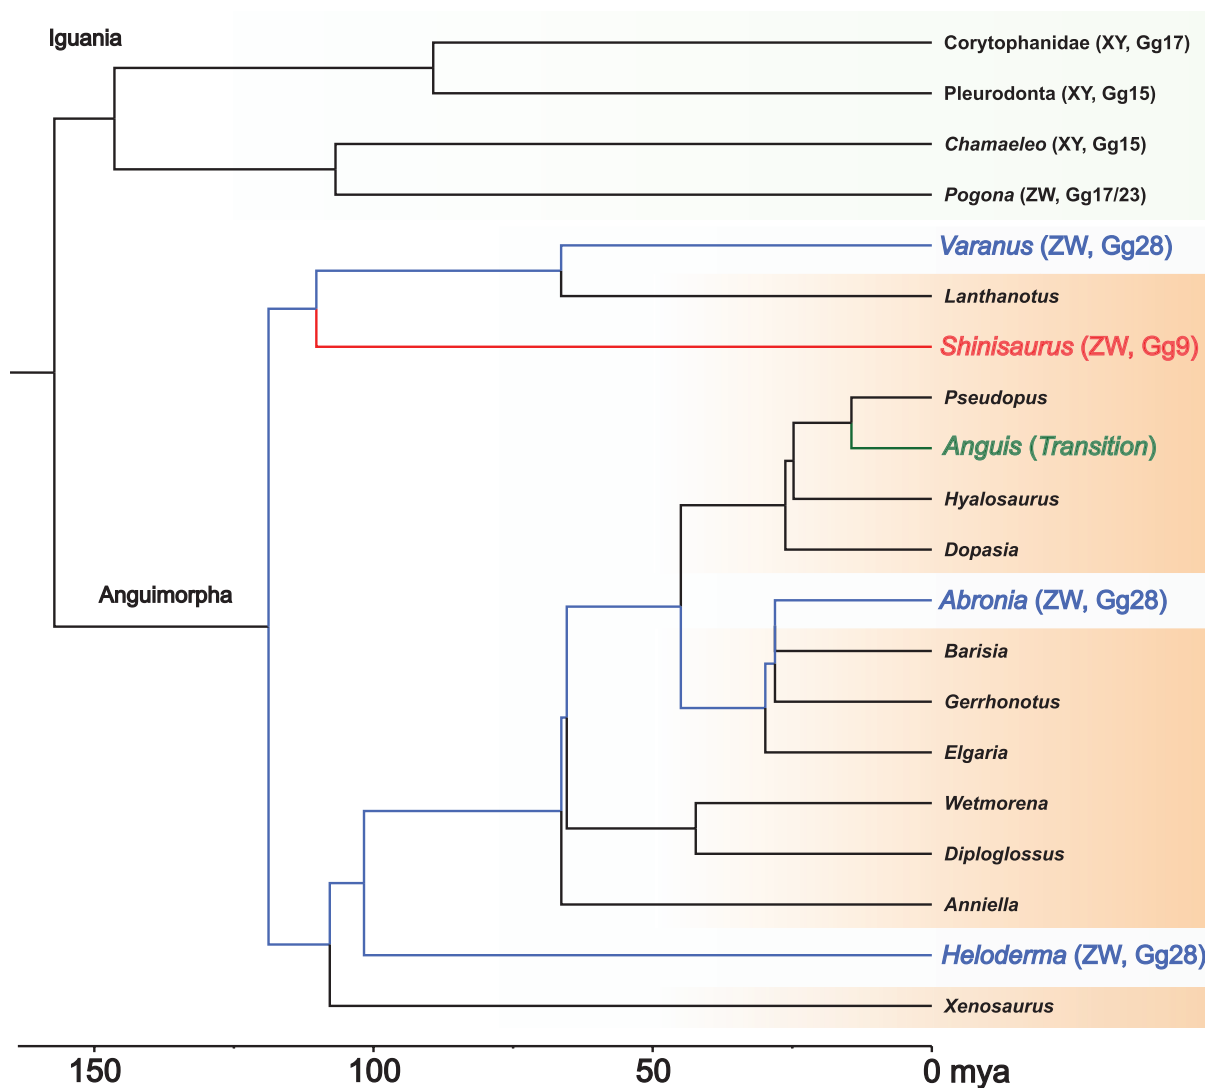 Iguania
Corytophanidae (XY, Gg17)
Pleurodonta (XY, Gg15)
Chamaeleo (XY, Gg15)
Pogona (ZW, Gg17/23)
Varanus (ZW, Gg28)
Lanthanotus
Shinisaurus (ZW, Gg9)
Pseudopus
Anguis (Transition)
Hyalosaurus
Dopasia
Anguimorpha
Abronia (ZW, Gg28)
Barisia
Gerrhonotus
Elgaria
Wetmorena
Diploglossus
Anniella
Heloderma (ZW, Gg28)
Xenosaurus
150 100 50 0 mya